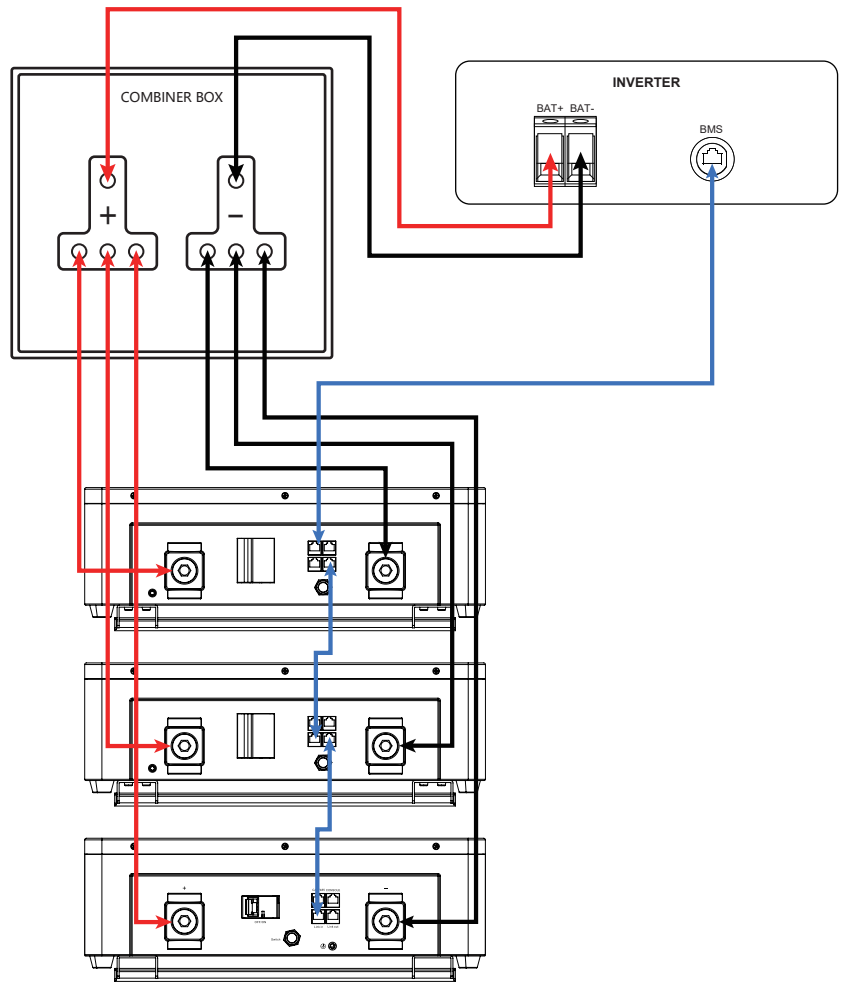 INVERTER
COMBINER BOX
BAT+ BAT-
BMS
+ −
+ −